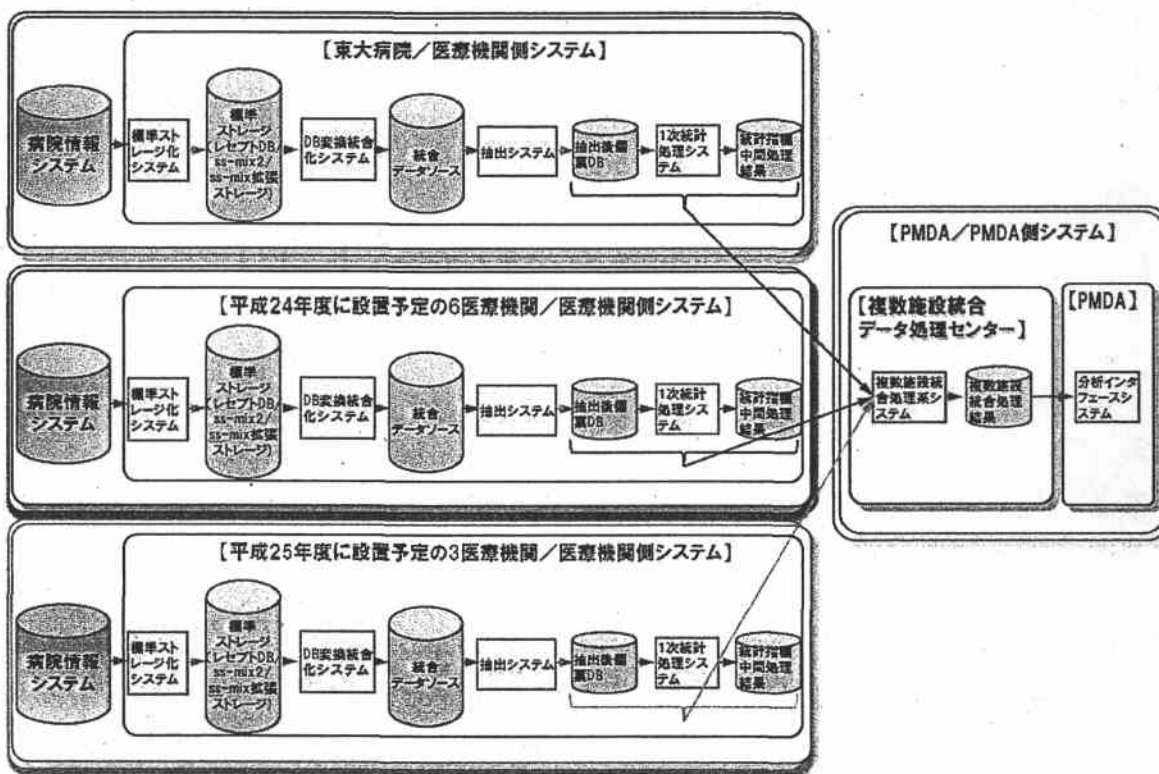 【東大病院／医療機関側システム】
病院情報
システム
標準スト
レージ化
システム
標準
ストレージ
(レセプトDB/
ss-mix2/
ss-mix拡張
ストレージ)
DB変換統合
化システム
統合
データソース
抽出システム
抽出後個
票DB
1次統計
処理シス
テム
統計指標
中間処理
結果
【平成24年度に設置予定の6医療機関／医療機関側システム】
病院情報
システム
標準スト
レージ化
システム
標準
ストレージ
(レセプトDB/
ss-mix2/
ss-mix拡張
ストレージ)
DB変換統合
化システム
統合
データソース
抽出システム
抽出後個
票DB
1次統計
処理シス
テム
統計指標
中間処理
結果
【平成25年度に設置予定の3医療機関／医療機関側システム】
病院情報
システム
標準スト
レージ化
システム
標準
ストレージ
(レセプトDB/
ss-mix2/
ss-mix拡張
ストレージ)
DB変換統合
化システム
統合
データソース
抽出システム
抽出後個
票DB
1次統計
処理シス
テム
統計指標
中間処理
結果
【PMDA／PMDA側システム】
【複数施設統合
データ処理センター】
複数施設統
合処理系シ
ステム
複数施設
統合処理
結果
【PMDA】
分析インタ
フェースシ
ステム